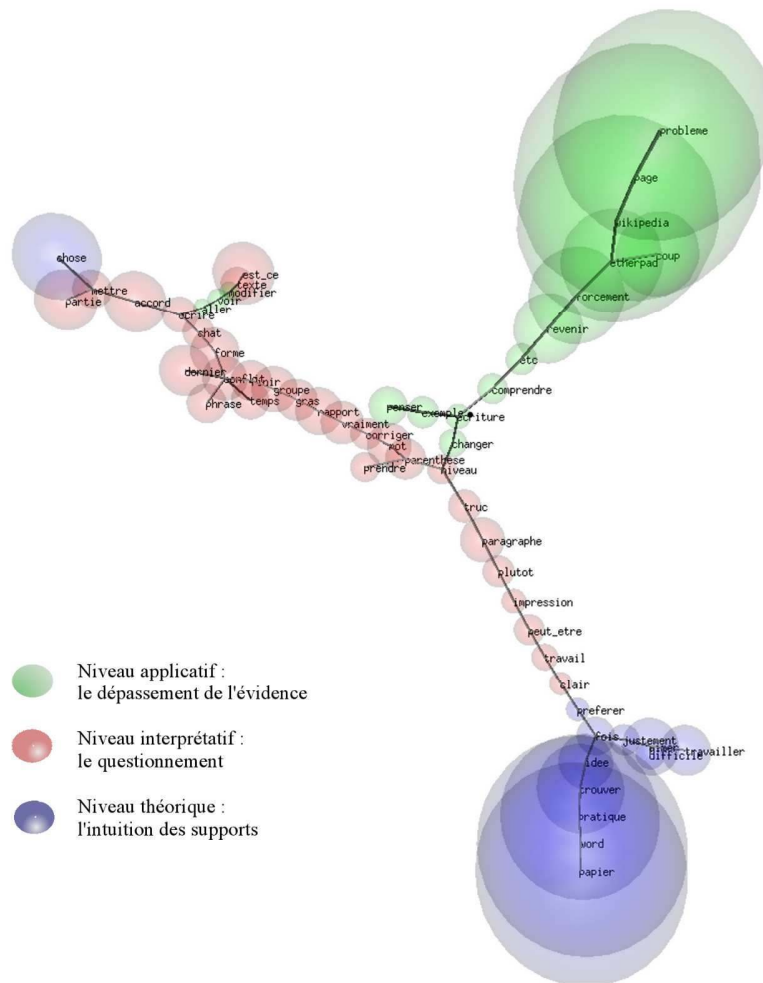 probleme
page
wikipedia
coup
etherpad
forcement
revenir
etc
comprendre
chose
mettre
partie
accord
est_ce
texte
modifier
voir
aller
ecrire
chat
forme
dernier
conflit
finir
phrase
temps
groupe
gras
rapport
vraiment
corriger
mot
parenthese
prendre
niveau
penser
exemple
ecriture
changer
truc
paragraphe
plutot
impression
peut_etre
travail
clair
preferer
fois
justement
aimer
travailler
difficile
idee
trouver
pratique
word
papier
Niveau applicatif :
le dépassement de l'évidence
Niveau interprétatif :
le questionnement
Niveau théorique :
l'intuition des supports